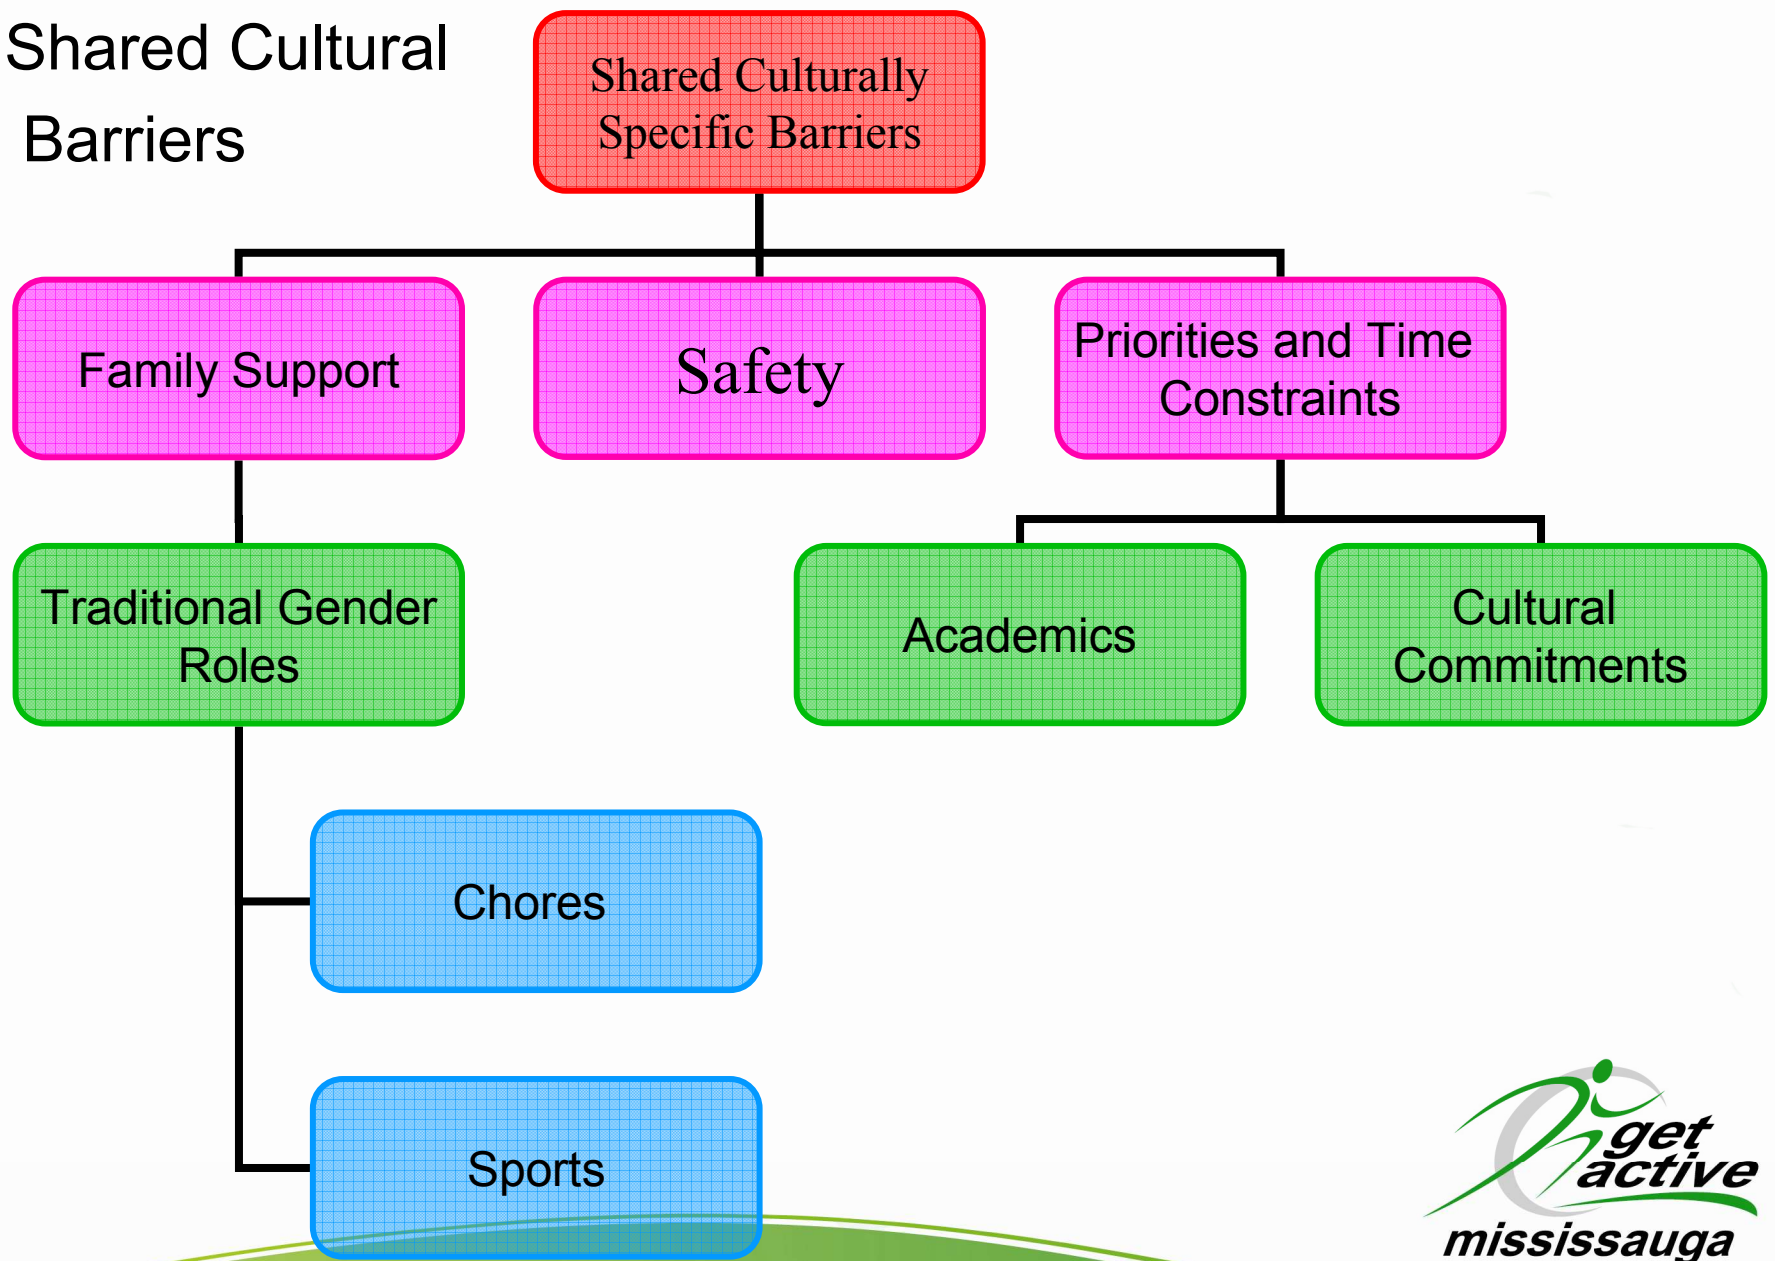 Shared Cultural
Barriers
Shared Culturally
Specific Barriers
Family Support
Safety
Priorities and Time
Constraints
Traditional Gender
Roles
Academics
Cultural
Commitments
Chores
Sports
get
active
mississauga